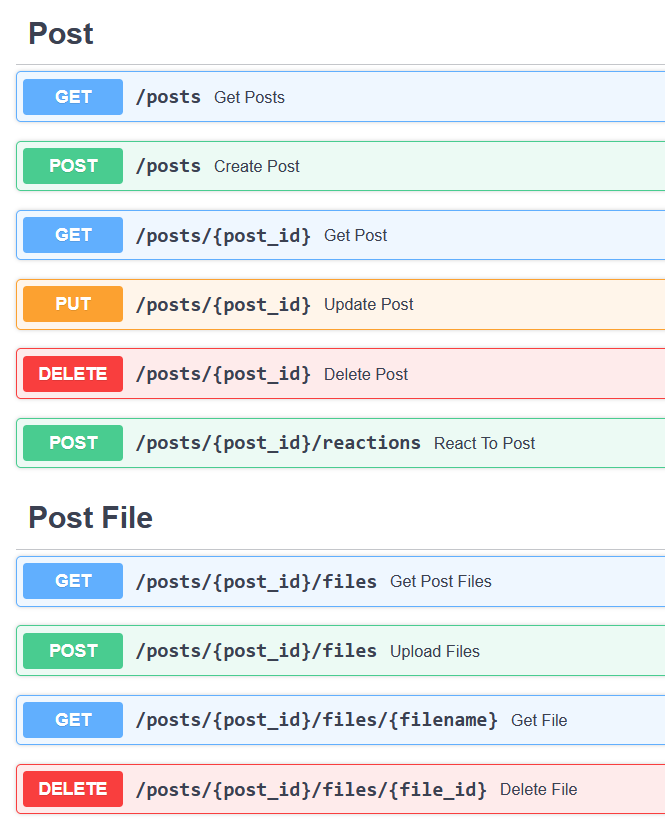 Post
GET /posts Get Posts
POST /posts Create Post
GET /posts/{post_id} Get Post
PUT /posts/{post_id} Update Post
DELETE /posts/{post_id} Delete Post
POST /posts/{post_id}/reactions React To Post
Post File
GET /posts/{post_id}/files Get Post Files
POST /posts/{post_id}/files Upload Files
GET /posts/{post_id}/files/{filename} Get File
DELETE /posts/{post_id}/files/{file_id} Delete File